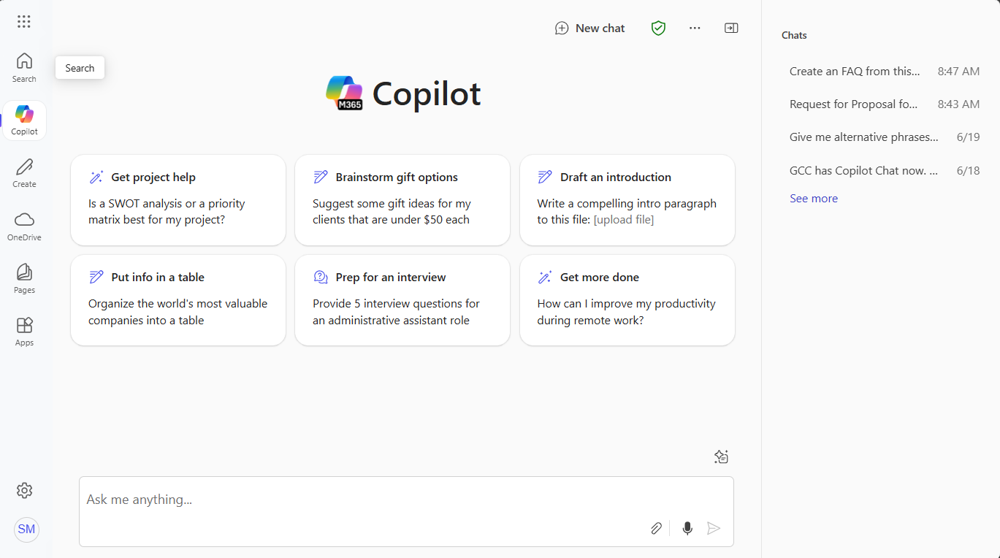 Search
Copilot
Create
OneDrive
Pages
Apps
SM
Search
New chat
M365
Copilot
Get project help
Is a SWOT analysis or a priority
matrix best for my project?
Brainstorm gift options
Suggest some gift ideas for my
clients that are under $50 each
Draft an introduction
Write a compelling intro paragraph
to this file: [upload file]
Put info in a table
Organize the world's most valuable
companies into a table
Prep for an interview
Provide 5 interview questions for
an administrative assistant role
Get more done
How can I improve my productivity
during remote work?
Ask me anything...
Chats
Create an FAQ from this... 8:47 AM
Request for Proposal fo... 8:43 AM
Give me alternative phrases... 6/19
GCC has Copilot Chat now. ... 6/18
See more